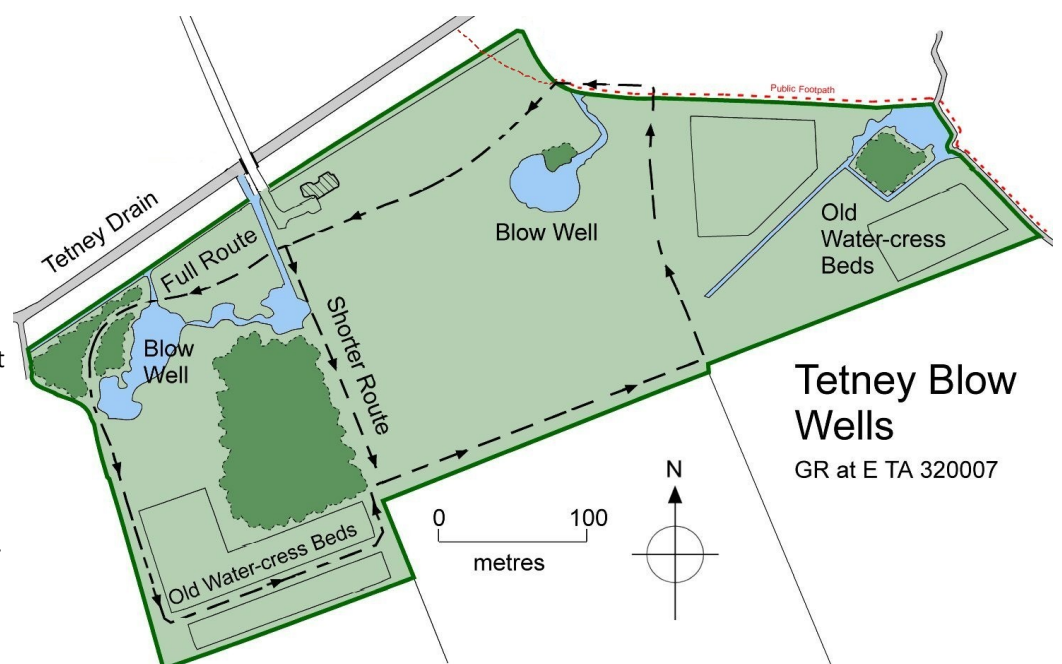 Public Footpath
Tetney Drain
Full Route
Blow Well
Old
Water-cress
Beds
Shorter Route
Blow
Well
t
Tetney Blow
Wells
GR at E TA 320007
N
0 100
metres
Old Water-cress Beds